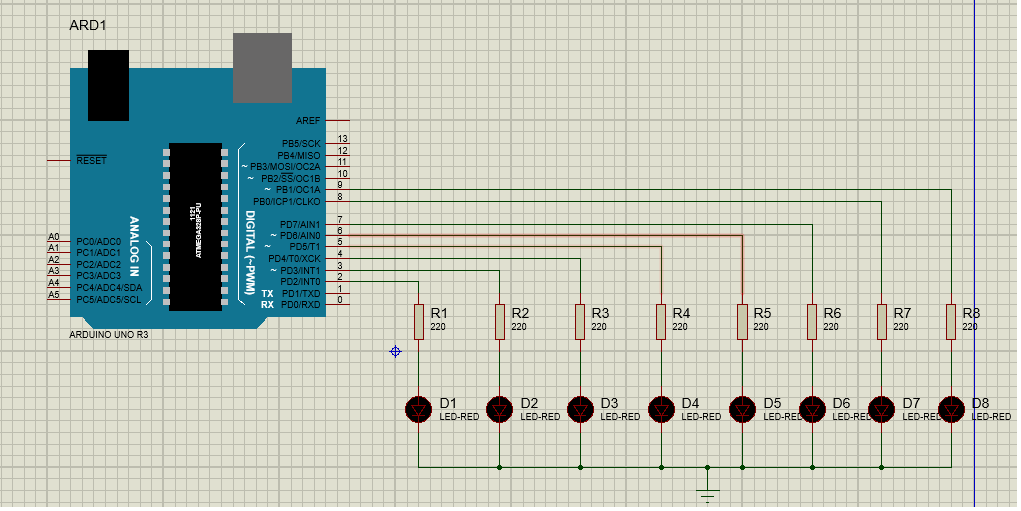 ARD1
AREF
PB5/SCK 13
PB4/MISO 12
~ PB3/MOSI/OC2A 11
~ PB2/SS/OC1B 10
~ PB1/OC1A 9
PB0/ICP1/CLKO 8
PD7/AIN1 7
~ PD6/AIN0 6
~ PD5/T1 5
PD4/T0/XCK 4
~ PD3/INT1 3
PD2/INT0 2
TX PD1/TXD 1
RX PD0/RXD 0
RESET
1121
ATMEGA328P-PU
DIGITAL (~PWM)
ANALOG IN
A0 PC0/ADC0
A1 PC1/ADC1
A2 PC2/ADC2
A3 PC3/ADC3
A4 PC4/ADC4/SDA
A5 PC5/ADC5/SCL
ARDUINO UNO R3
R1 R2 R3 R4 R5 R6 R7 R8
220 220 220 220 220 220 220 220
D1 D2 D3 D4 D5 D6 D7 D8
LED-RED LED-RED LED-RED LED-RED LED-RED LED-RED LED-RED LED-RED